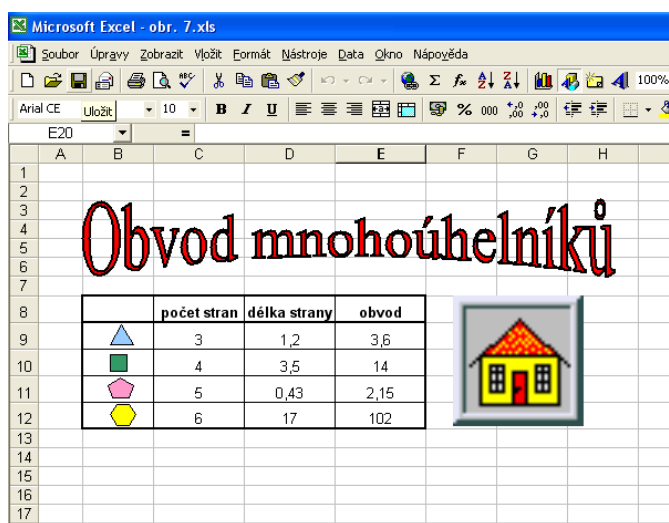 Microsoft Excel - obr. 7.xls
Soubor Úpravy Zobrazit Vložit Formát Nástroje Data Okno Nápověda
Σ fx 100%
Arial CE Uložit 10 B I U % 000
E20 =
A B C D E F G H
1
2
3
4
5
6
7
Obvod mnohoúhelníků
8 počet stran délka strany obvod
9 3 1,2 3,6
10 4 3,5 14
11 5 0,43 2,15
12 6 17 102
13
14
15
16
17